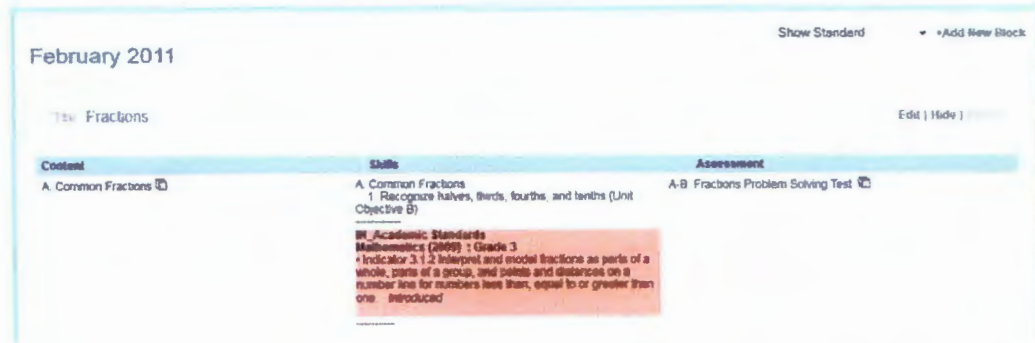 Show Standard +Add New Block
February 2011
Fractions Edit | Hide |
Content Skills Assessment
A. Common Fractions A. Common Fractions A-B. Fractions Problem Solving Test
1. Recognize halves, thirds, fourths, and tenths (Unit
Objective B)
IN_Academic Standards
Mathematics (2009) : Grade 3
• Indicator 3.1.2 Interpret and model fractions as parts of a
whole, parts of a group, and points and distances on a
number line for numbers less than, equal to or greater than
one. Introduced